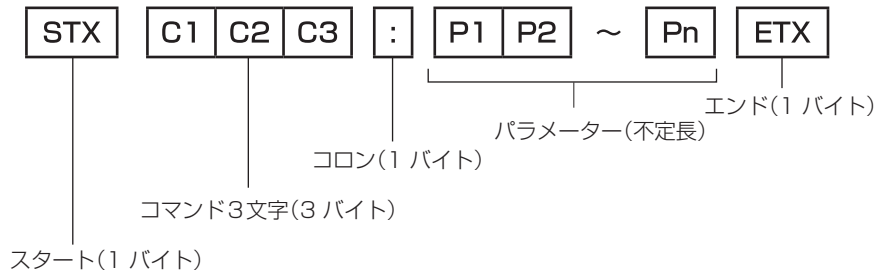 STX C1 C2 C3 : P1 P2 ～ Pn ETX
エンド(1 バイト)
パラメーター(不定長)
コロン(1 バイト)
コマンド3文字(3 バイト)
スタート(1 バイト)